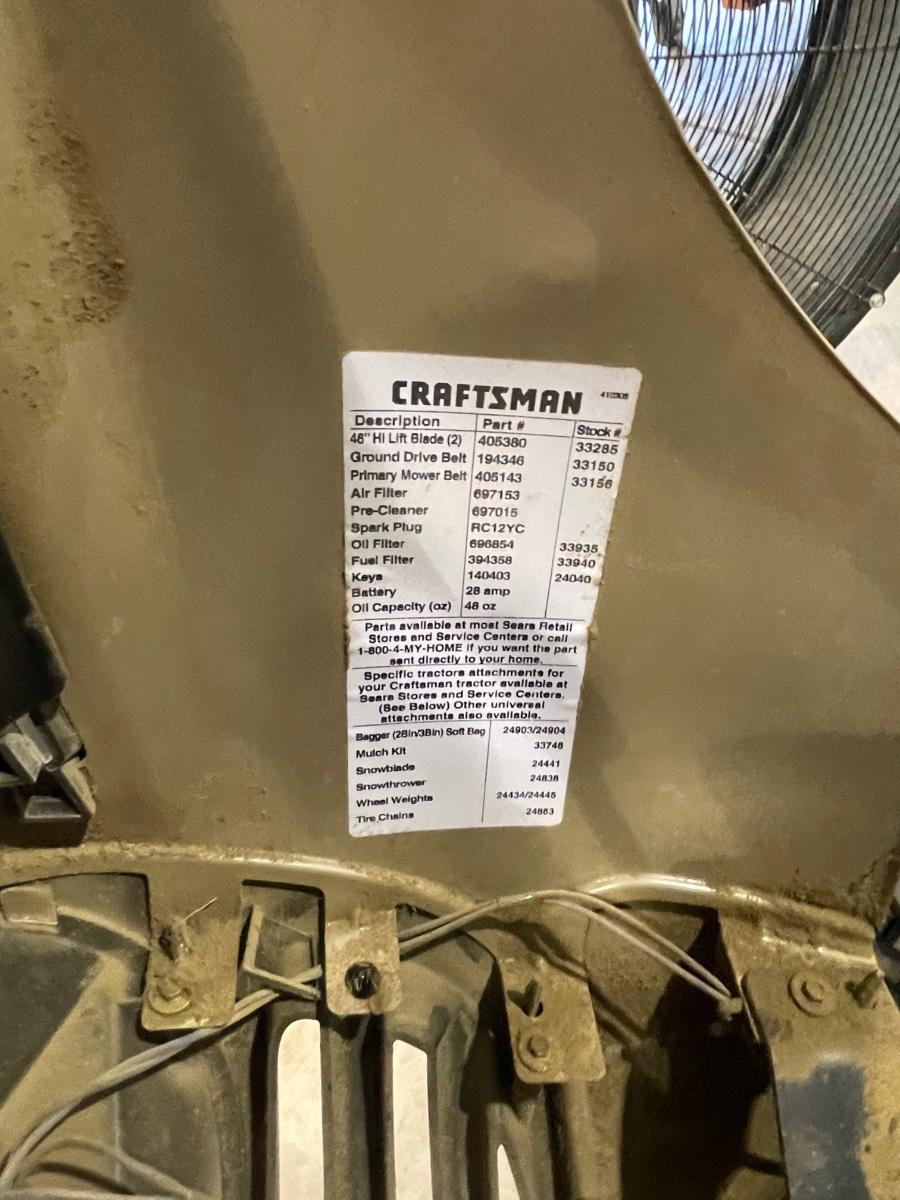 CRAFTSMAN
Description Part # Stock #
46" Hi Lift Blade (2) 405380 33285
Ground Drive Belt 194346 33150
Primary Mower Belt 405143 33156
Air Filter 697153
Pre-Cleaner 697015
Spark Plug RC12YC
Oil Filter 696854 33935
Fuel Filter 394358 33940
Keys 140403 24040
Battery 28 amp
Oil Capacity (oz) 48 oz
Parts available at most Sears Retail
Stores and Service Centers or call
1-800-4-MY-HOME if you want the part
sent directly to your home.
Specific tractors attachments for
your Craftsman tractor available at
Sears Stores and Service Centers.
(See Below) Other universal
attachments also available.
Bagger (2Bin/3Bin) Soft Bag 24903/24904
Mulch Kit 33748
Snowblade 24441
Snowthrower 24838
Wheel Weights 24434/24445
Tire Chains